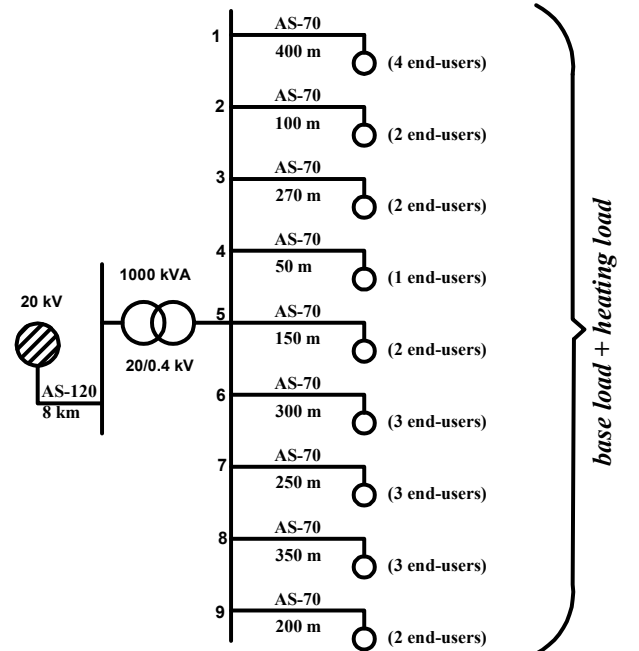 1
AS-70
400 m
(4 end-users)
2
AS-70
100 m
(2 end-users)
3
AS-70
270 m
(2 end-users)
4
AS-70
50 m
(1 end-users)
20 kV
AS-120
8 km
1000 kVA
20/0.4 kV
5
AS-70
150 m
(2 end-users)
6
AS-70
300 m
(3 end-users)
7
AS-70
250 m
(3 end-users)
8
AS-70
350 m
(3 end-users)
9
AS-70
200 m
(2 end-users)
base load + heating load